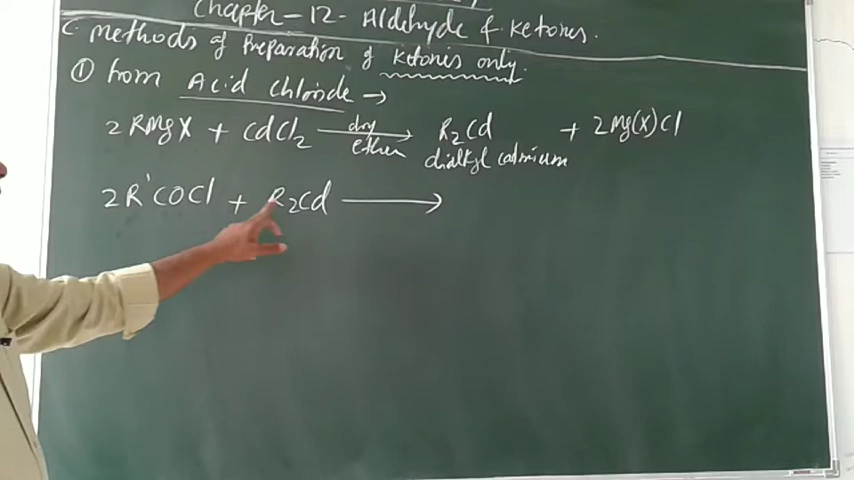 Chapter-12- Aldehyde & Ketones.
C. Methods of Preparation of Ketones only.
① from Acid Chloride →
2RMgX + CdCl₂ dry ether → R₂Cd + 2Mg(X)Cl
dialkyl cadmium
2R'COCl + R₂Cd →